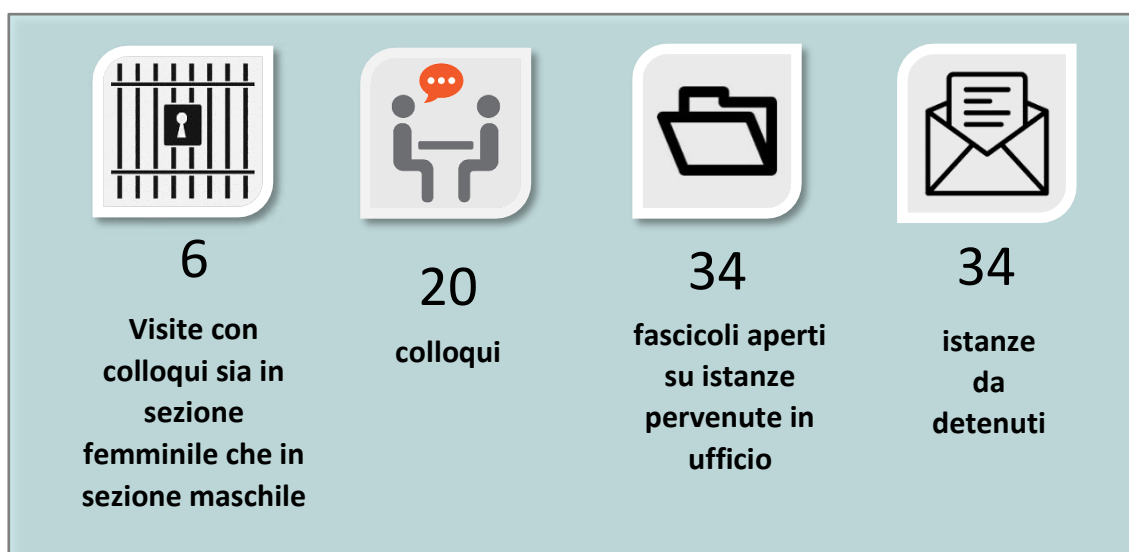 6
Visite con
colloqui sia in
sezione
femminile che in
sezione maschile
20
colloqui
34
fascicoli aperti
su istanze
pervenute in
ufficio
34
istanze
da
detenuti